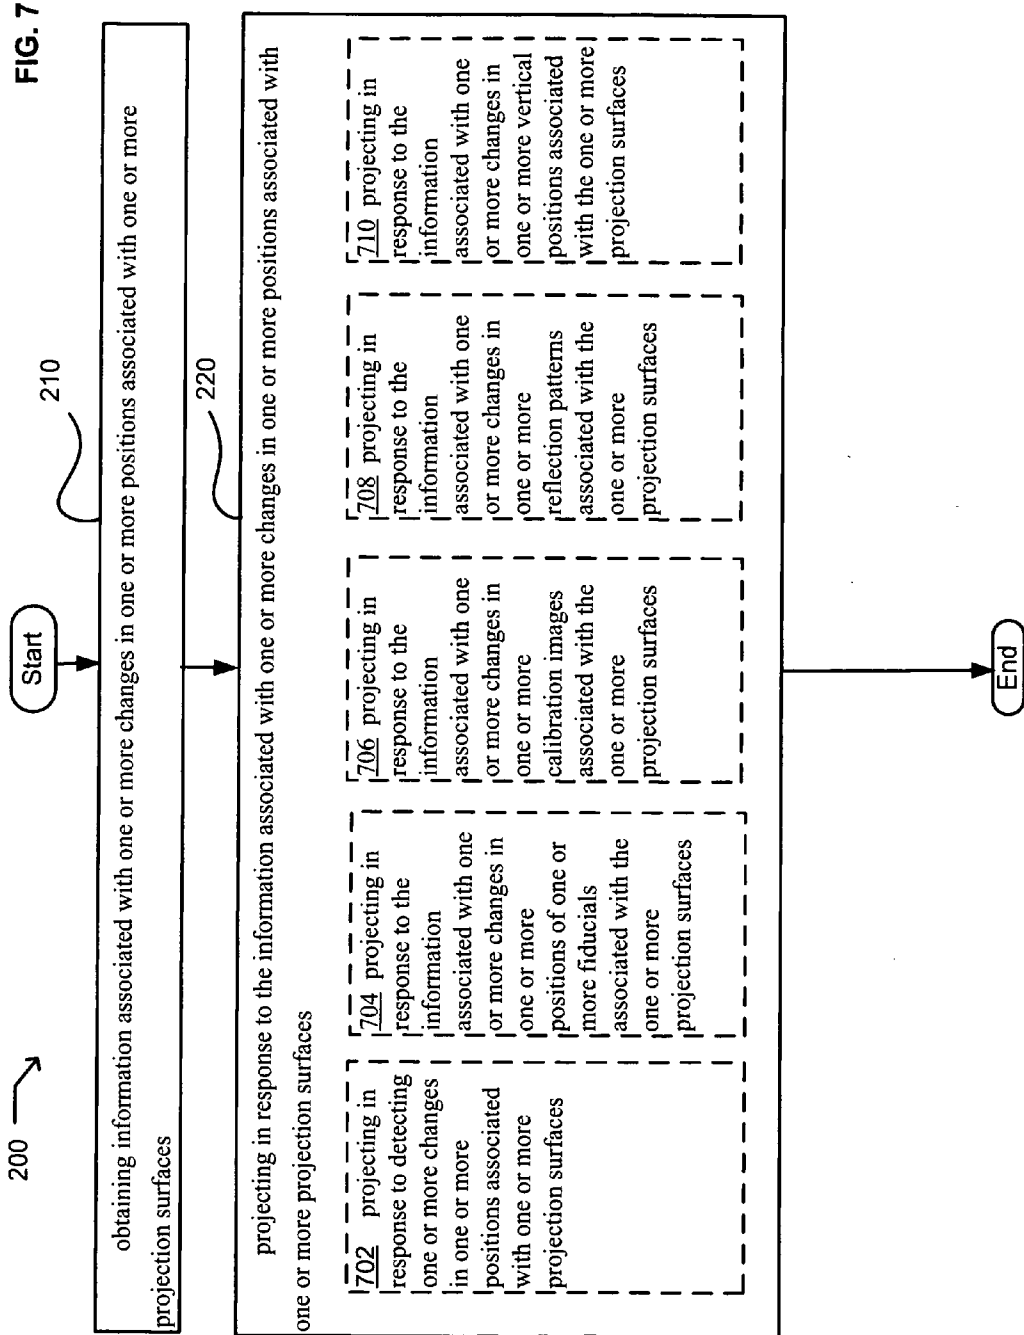 FIG. 7
200
Start
210
obtaining information associated with one or more changes in one or more positions associated with one or more
projection surfaces
220
projecting in response to the information associated with one or more changes in one or more positions associated with
one or more projection surfaces
702 projecting in
response to detecting
one or more changes
in one or more
positions associated
with one or more
projection surfaces
704 projecting in
response to the
information
associated with one
or more changes in
one or more
positions of one or
more fiducials
associated with the
one or more
projection surfaces
706 projecting in
response to the
information
associated with one
or more changes in
one or more
calibration images
associated with the
one or more
projection surfaces
708 projecting in
response to the
information
associated with one
or more changes in
one or more
reflection patterns
associated with the
one or more
projection surfaces
710 projecting in
response to the
information
associated with one
or more changes in
one or more vertical
positions associated
with the one or more
projection surfaces
End